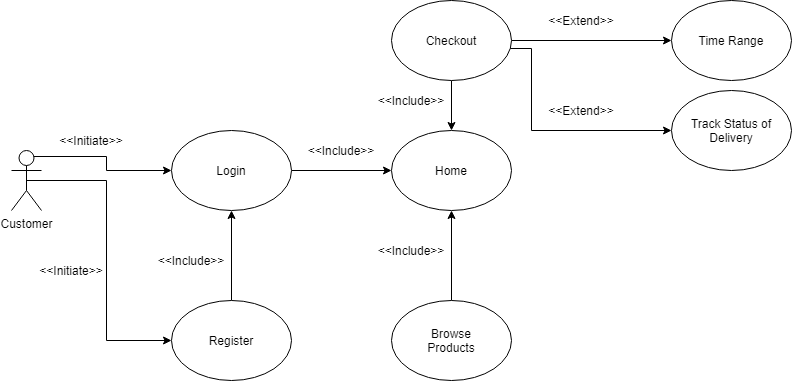 Checkout
<<Extend>>
Time Range
<<Extend>>
Track Status of
Delivery
<<Include>>
<<Initiate>>
Login
<<Include>>
Home
Customer
<<Initiate>>
<<Include>>
<<Include>>
Register
Browse
Products